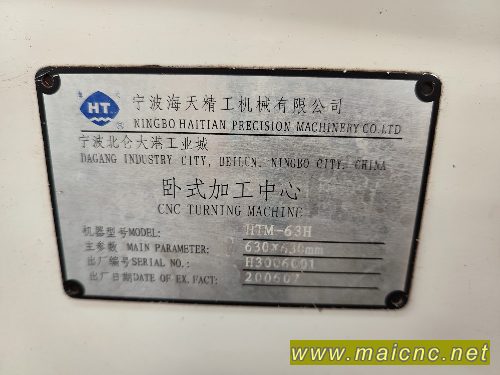 HT.
宁波海天精工机械有限公司
NINGBO HAITIAN PRECISION MACHINERY CO.LTD
宁波北仑大港工业城
DAGANG INDUSTRY CITY, BEILUN, NINGBO CITY, CHINA
卧式加工中心
CNC TURNING MACHINE
机器型号MODEL: HTM-63H
主参数 MAIN PARAMETER: 630×630mm
出厂编号SERIAL NO.: H3006001
出厂日期DATE OF EX.FACT: 200607
www.maicnc.net